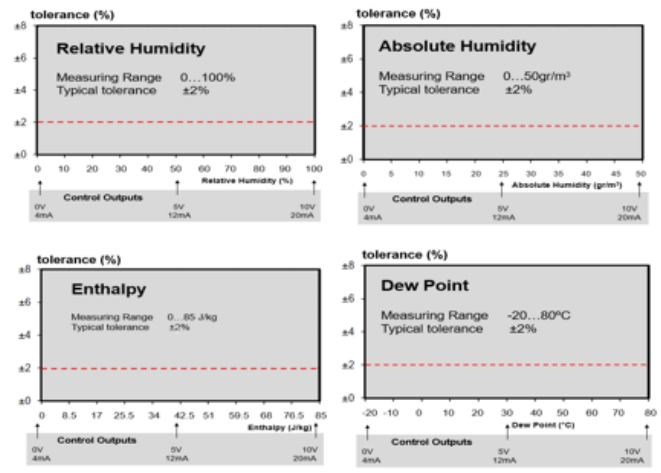 tolerance (%)
±8
±6
±4
±2
±0
Relative Humidity
Measuring Range 0...100%
Typical tolerance ±2%
0 10 20 30 40 50 60 70 80 90 100
Relative Humidity (%)
Control Outputs
0V 5V 10V
4mA 12mA 20mA
tolerance (%)
±8
±6
±4
±2
±0
Absolute Humidity
Measuring Range 0...50gr/m³
Typical tolerance ±2%
0 5 10 15 20 25 30 35 40 45 50
Absolute Humidity (gr/m³)
Control Outputs
0V 5V 10V
4mA 12mA 20mA
tolerance (%)
±8
±6
±4
±2
±0
Enthalpy
Measuring Range 0...85 J/kg
Typical tolerance ±2%
0 8.5 17 25.5 34 42.5 51 59.5 68 76.5 85
Enthalpy (J/kg)
Control Outputs
0V 5V 10V
4mA 12mA 20mA
tolerance (%)
±8
±6
±4
±2
±0
Dew Point
Measuring Range -20...80ºC
Typical tolerance ±2%
-20 -10 0 10 20 30 40 50 60 70 80
Dew Point (°C)
Control Outputs
0V 5V 10V
4mA 12mA 20mA